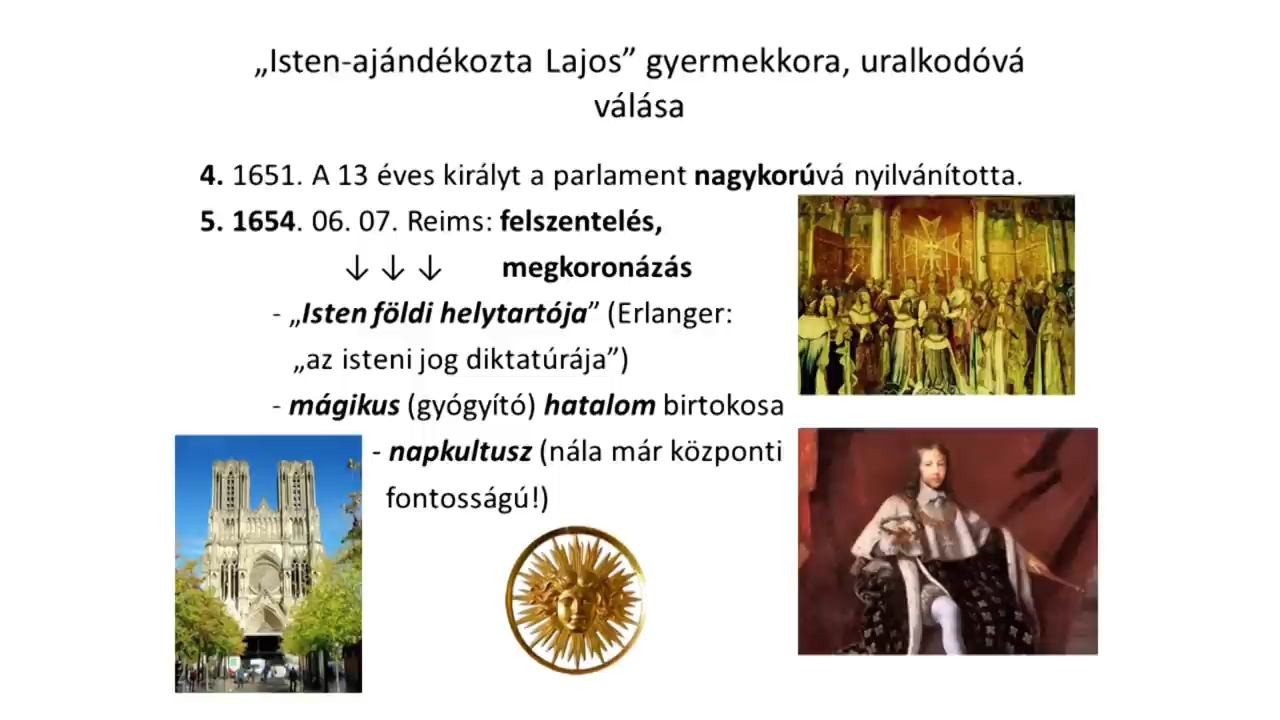 „Isten-ajándékozta Lajos” gyermekkora, uralkodóvá
válása
4. 1651. A 13 éves királyt a parlament nagykorúvá nyilvánította.
5. 1654. 06. 07. Reims: felszentelés,
↓ ↓ ↓ megkoronázás
- „Isten földi helytartója” (Erlanger:
„az isteni jog diktatúrája”)
- mágikus (gyógyító) hatalom birtokosa
- napkultusz (nála már központi
fontosságú!)